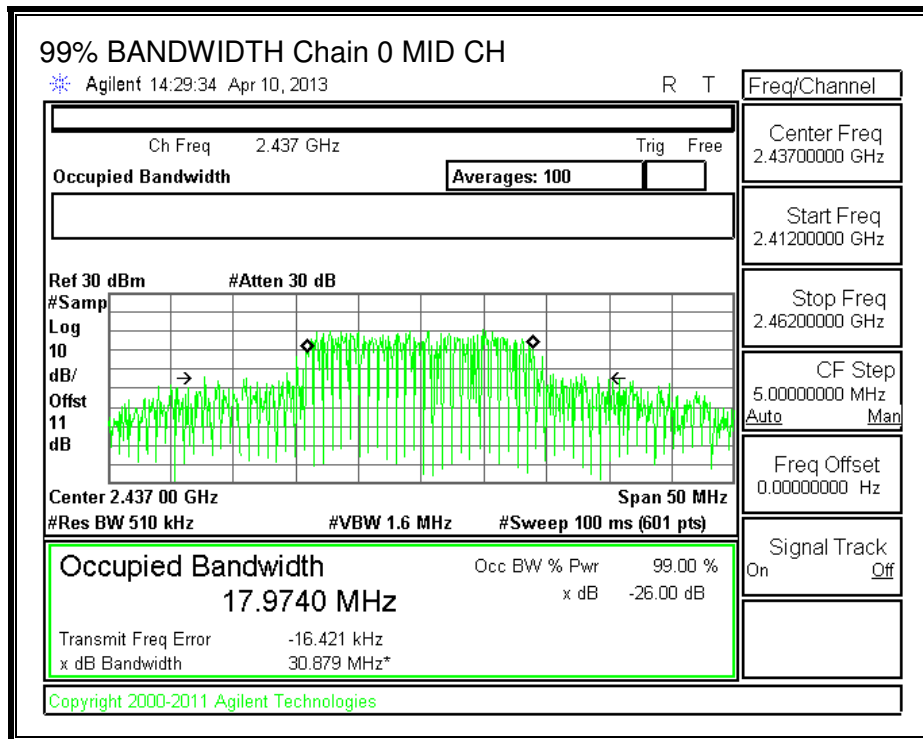 99% BANDWIDTH Chain 0 MID CH
Agilent 14:29:34 Apr 10, 2013 R T
Freq/Channel
Ch Freq 2.437 GHz Trig Free
Occupied Bandwidth Averages: 100
Center Freq
2.43700000 GHz
Start Freq
2.41200000 GHz
Stop Freq
2.46200000 GHz
CF Step
5.00000000 MHz
Auto Man
Freq Offset
0.00000000 Hz
Signal Track
On Off
Ref 30 dBm #Atten 30 dB
#Samp
Log
10
dB/
Offst
11
dB
Center 2.437 00 GHz Span 50 MHz
#Res BW 510 kHz #VBW 1.6 MHz #Sweep 100 ms (601 pts)
Occupied Bandwidth Occ BW % Pwr 99.00 %
17.9740 MHz x dB -26.00 dB
Transmit Freq Error -16.421 kHz
x dB Bandwidth 30.879 MHz*
Copyright 2000-2011 Agilent Technologies